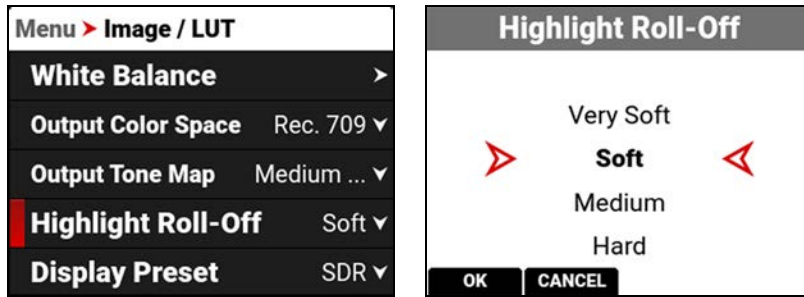 Menu > Image / LUT
White Balance >
Output Color Space Rec. 709
Output Tone Map Medium ...
Highlight Roll-Off Soft
Display Preset SDR
Highlight Roll-Off
Very Soft
Soft
Medium
Hard
OK CANCEL